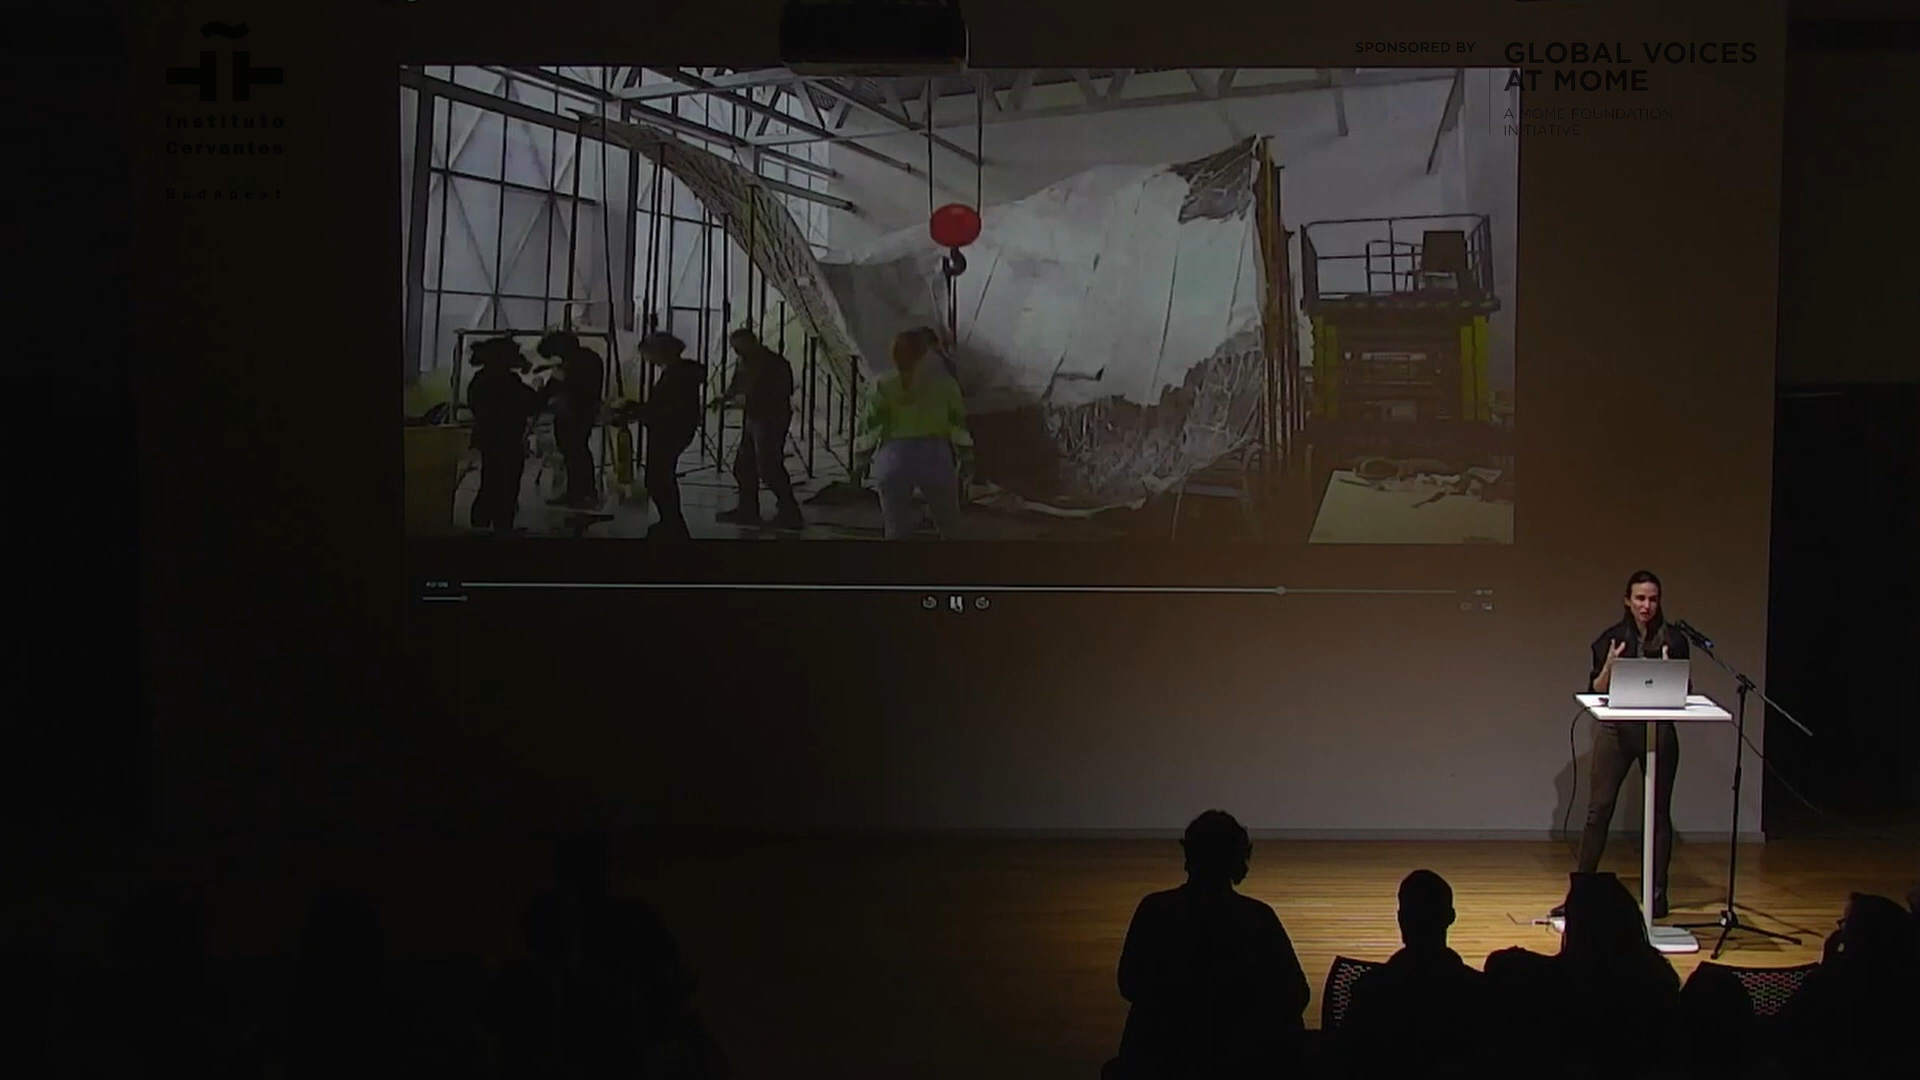 Instituto
Cervantes
Budapest
SPONSORED BY
GLOBAL VOICES
AT MOME
A MOME FOUNDATION
INITIATIVE